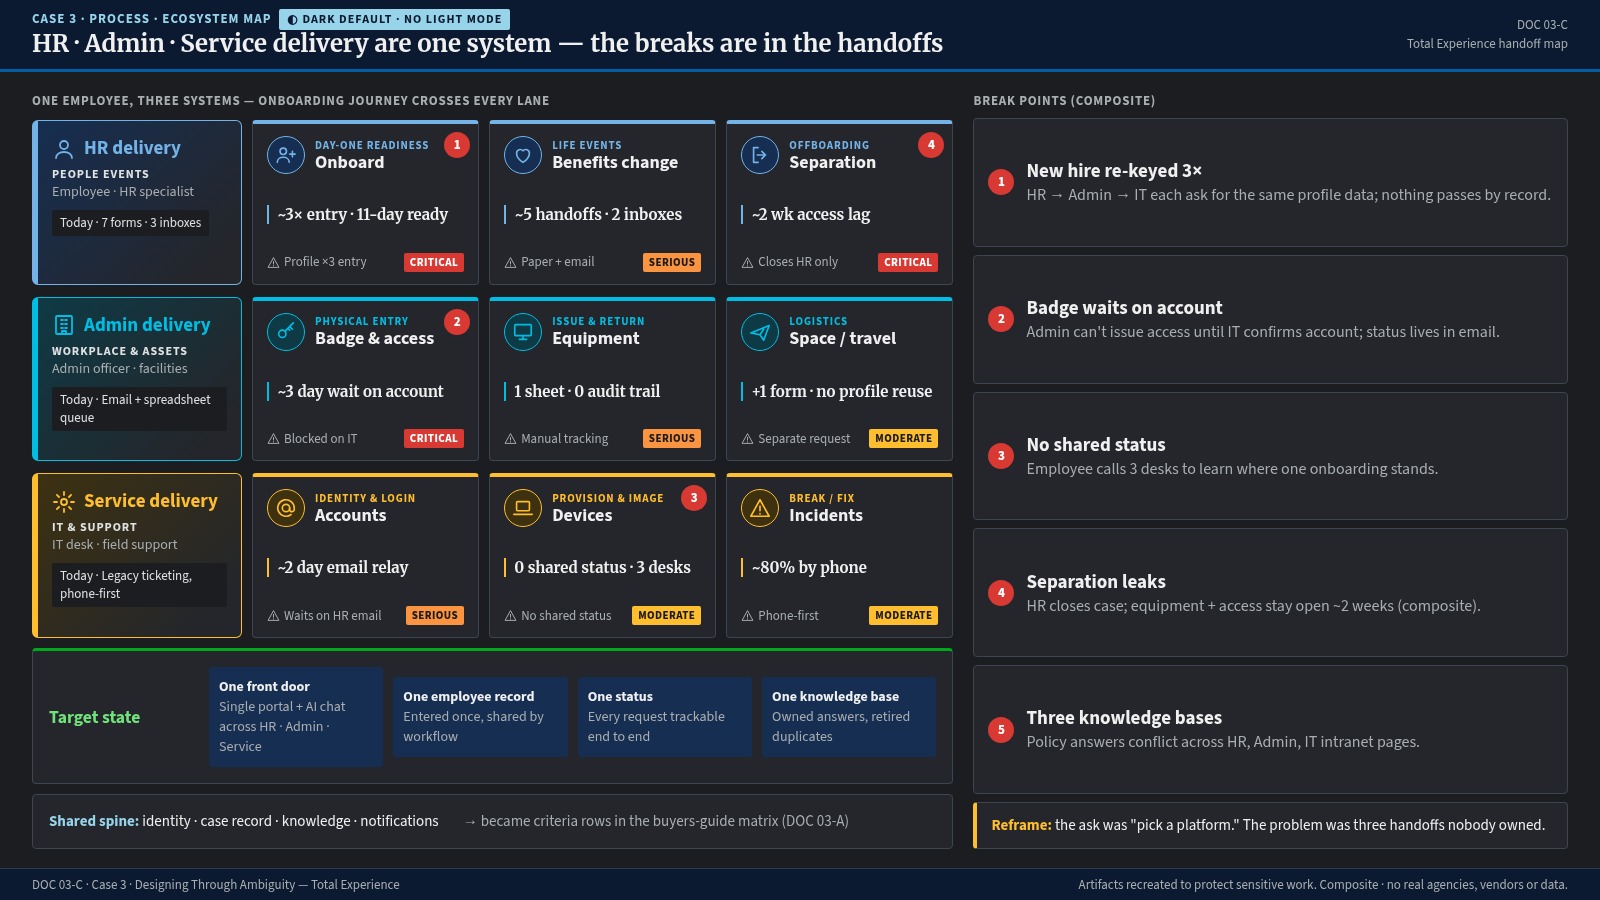 CASE 3 · PROCESS · ECOSYSTEM MAP
◐ DARK DEFAULT · NO LIGHT MODE
HR · Admin · Service delivery are one system — the breaks are in the handoffs
DOC 03-C
Total Experience handoff map
ONE EMPLOYEE, THREE SYSTEMS — ONBOARDING JOURNEY CROSSES EVERY LANE
HR delivery
PEOPLE EVENTS
Employee · HR specialist
Today · 7 forms · 3 inboxes
DAY-ONE READINESS
1
Onboard
~3× entry · 11-day ready
⚠ Profile ×3 entry
CRITICAL
LIFE EVENTS
Benefits change
~5 handoffs · 2 inboxes
⚠ Paper + email
SERIOUS
OFFBOARDING
4
Separation
~2 wk access lag
⚠ Closes HR only
CRITICAL
Admin delivery
WORKPLACE & ASSETS
Admin officer · facilities
Today · Email + spreadsheet
queue
PHYSICAL ENTRY
2
Badge & access
~3 day wait on account
⚠ Blocked on IT
CRITICAL
ISSUE & RETURN
Equipment
1 sheet · 0 audit trail
⚠ Manual tracking
SERIOUS
LOGISTICS
Space / travel
+1 form · no profile reuse
⚠ Separate request
MODERATE
Service delivery
IT & SUPPORT
IT desk · field support
Today · Legacy ticketing,
phone-first
IDENTITY & LOGIN
Accounts
~2 day email relay
⚠ Waits on HR email
SERIOUS
PROVISION & IMAGE
3
Devices
0 shared status · 3 desks
⚠ No shared status
MODERATE
BREAK / FIX
Incidents
~80% by phone
⚠ Phone-first
MODERATE
Target state
One front door
Single portal + AI chat
across HR · Admin ·
Service
One employee record
Entered once, shared by
workflow
One status
Every request trackable
end to end
One knowledge base
Owned answers, retired
duplicates
Shared spine: identity · case record · knowledge · notifications → became criteria rows in the buyers-guide matrix (DOC 03-A)
BREAK POINTS (COMPOSITE)
1
New hire re-keyed 3×
HR → Admin → IT each ask for the same profile data; nothing passes by record.
2
Badge waits on account
Admin can't issue access until IT confirms account; status lives in email.
3
No shared status
Employee calls 3 desks to learn where one onboarding stands.
4
Separation leaks
HR closes case; equipment + access stay open ~2 weeks (composite).
5
Three knowledge bases
Policy answers conflict across HR, Admin, IT intranet pages.
Reframe: the ask was "pick a platform." The problem was three handoffs nobody owned.
DOC 03-C · Case 3 · Designing Through Ambiguity — Total Experience
Artifacts recreated to protect sensitive work. Composite · no real agencies, vendors or data.